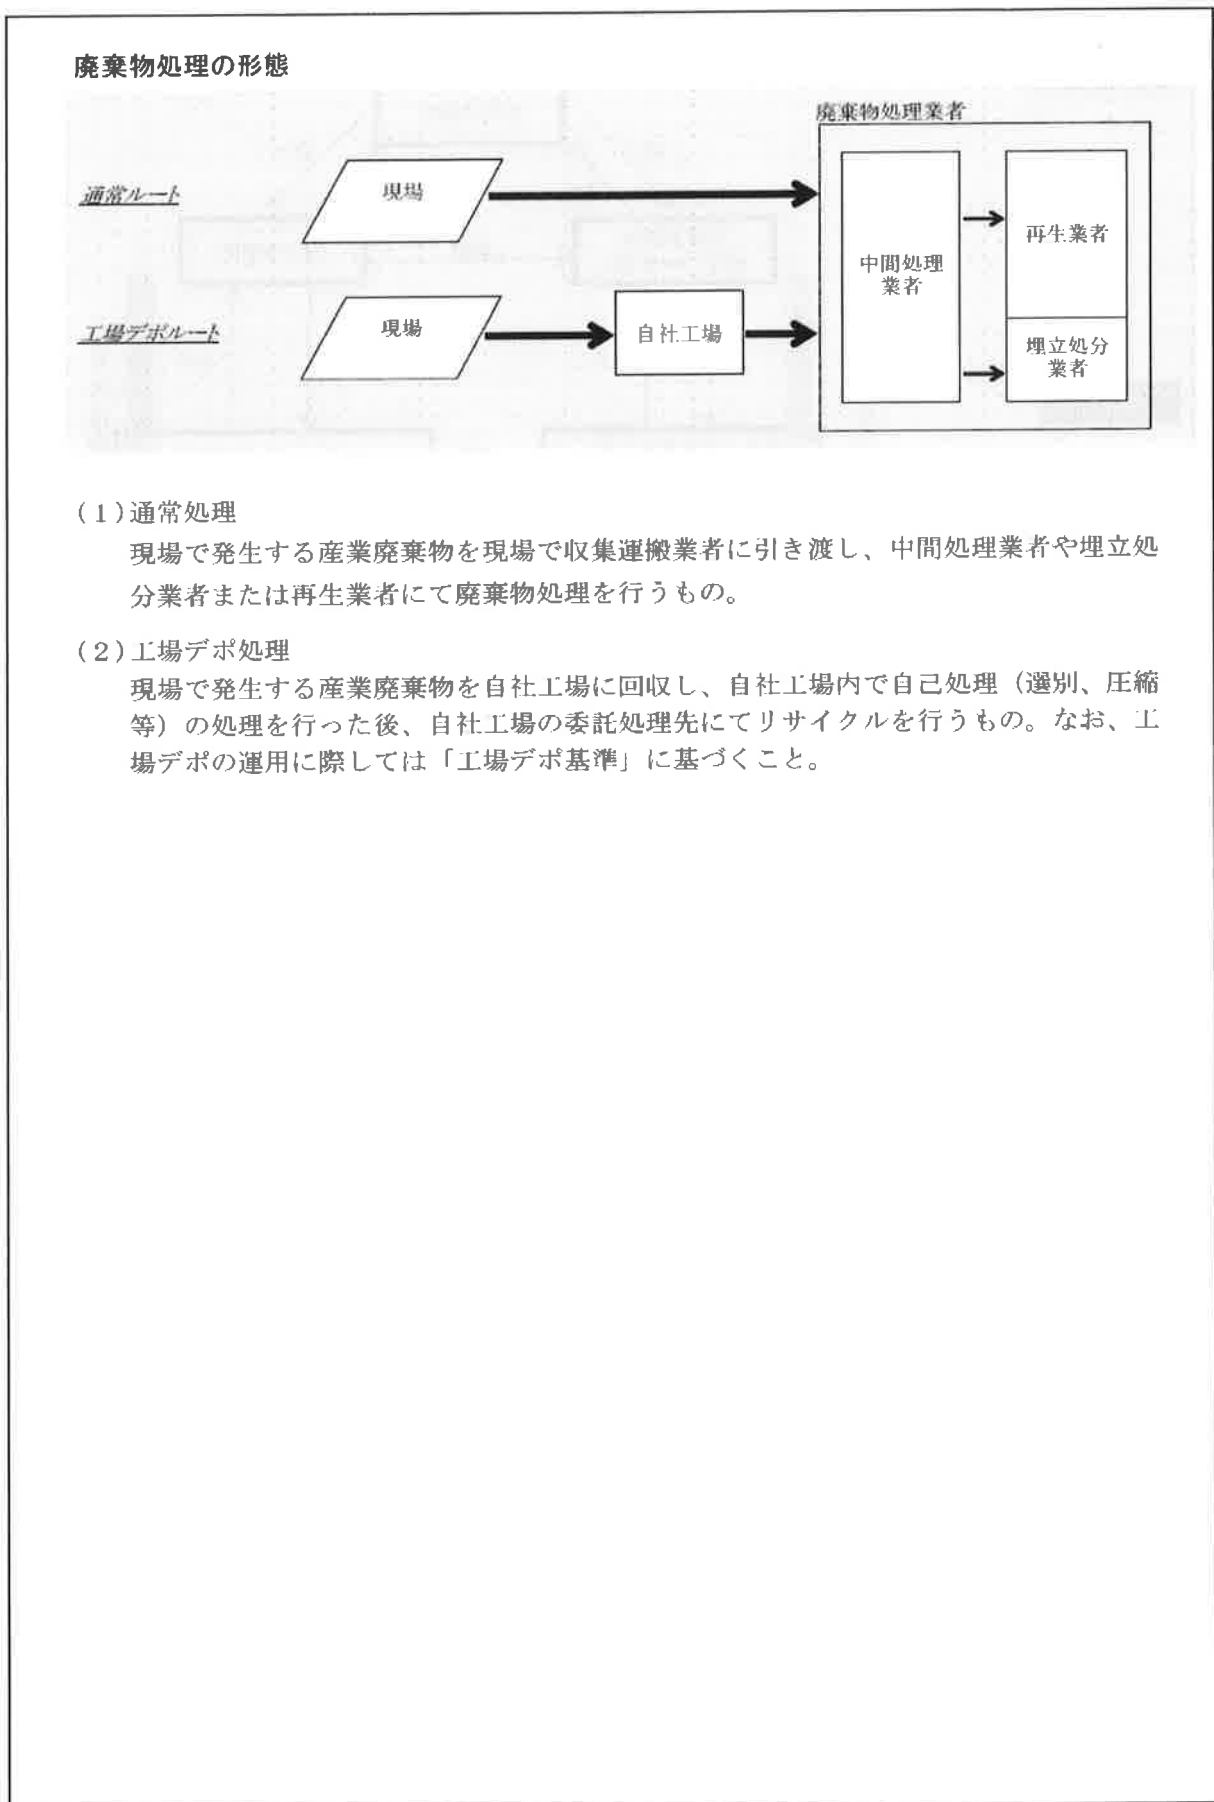 廃棄物処理の形態
廃棄物処理業者
通常ルート
現場
中間処理
業者
再生業者
工場デポルート
現場
自社工場
埋立処分
業者
(1)通常処理
現場で発生する産業廃棄物を現場で収集運搬業者に引き渡し、中間処理業者や埋立処
分業者または再生業者にて廃棄物処理を行うもの。
(2)工場デポ処理
現場で発生する産業廃棄物を自社工場に回収し、自社工場内で自己処理（選別、圧縮
等）の処理を行った後、自社工場の委託処理先にてリサイクルを行うもの。なお、工
場デポの運用に際しては「工場デポ基準」に基づくこと。